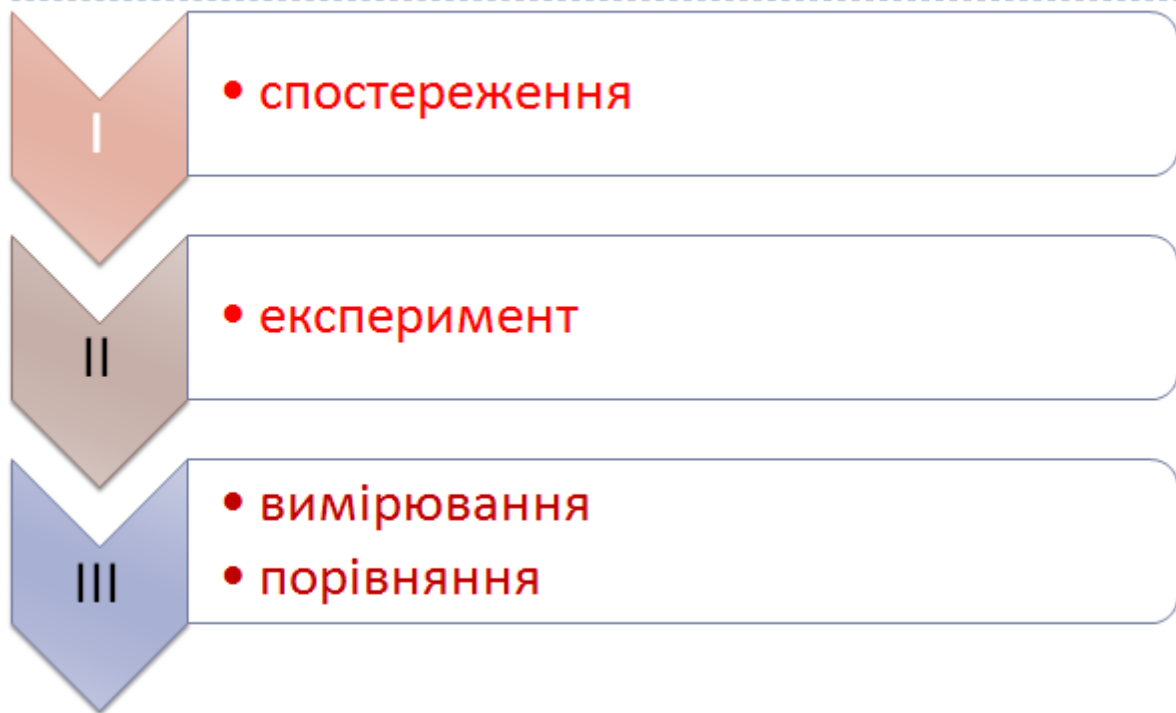 I
• спостереження
II
• експеримент
III
• вимірювання
• порівняння